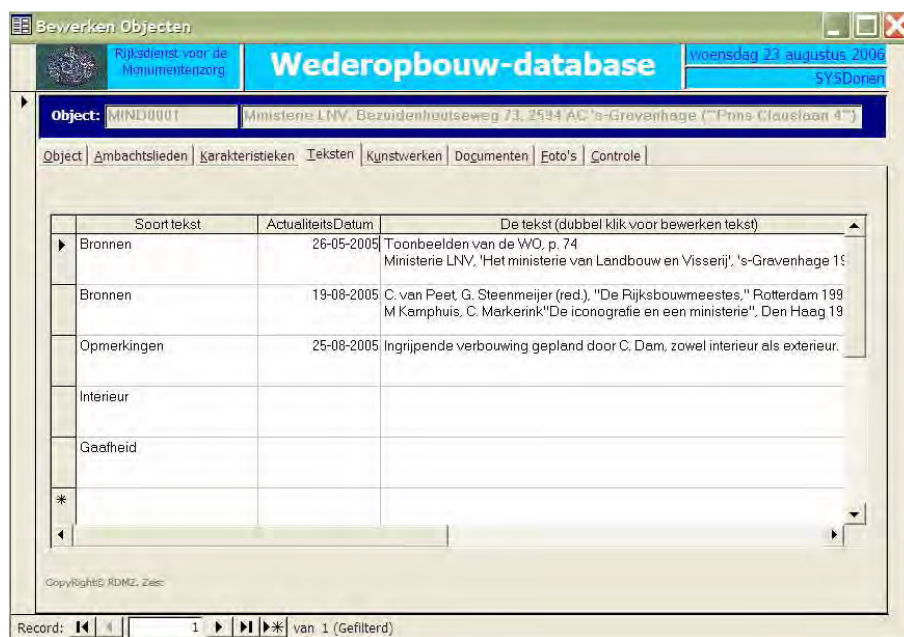 Bewerken Objecten
Rijksdienst voor de
Monumentenzorg
Wederopbouw-database
woensdag 23 augustus 2006
SYSDorien
Object: MIND0001 Ministerie LNV, Bezuidenhoutseweg 73, 2594 AC 's-Gravenhage ("Prins Clauslaan 4")
Object Ambachtslieden Karakteristieken Teksten Kunstwerken Documenten Foto's Controle
Soort tekst ActualiteitsDatum De tekst (dubbel klik voor bewerken tekst)
Bronnen 26-05-2005 Toonbeelden van de WO, p. 74
Ministerie LNV, 'Het ministerie van Landbouw en Visserij', 's-Gravenhage 19
Bronnen 19-08-2005 C. van Peet, G. Steenmeijer (red.), "De Rijksbouwmeestes," Rotterdam 199
M Kamphuis, C. Markerink"De iconografie en een ministerie", Den Haag 19
Opmerkingen 25-08-2005 Ingrijpende verbouwing gepland door C. Dam, zowel interieur als exterieur.
Interieur
Gaafheid
CopyRight© RDMZ, Zeist
Record: 1 van 1 (Gefilterd)